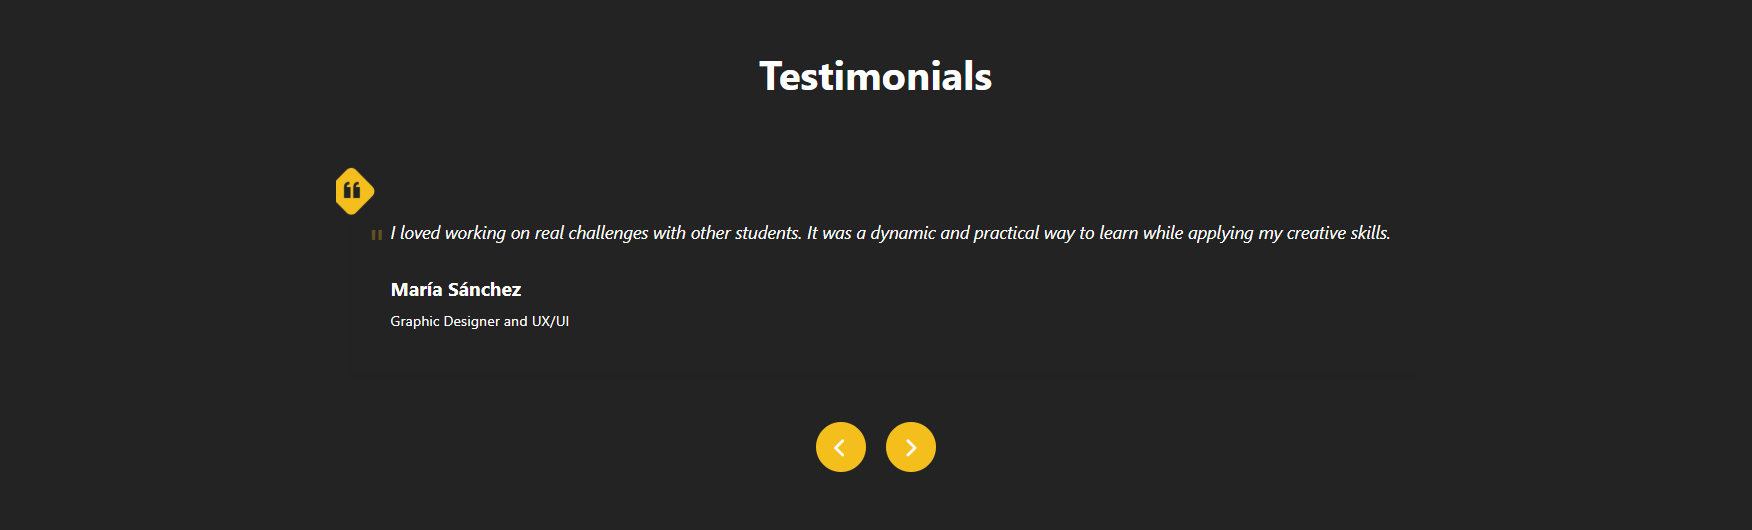 Testimonials
"
" I loved working on real challenges with other students. It was a dynamic and practical way to learn while applying my creative skills.
María Sánchez
Graphic Designer and UX/UI